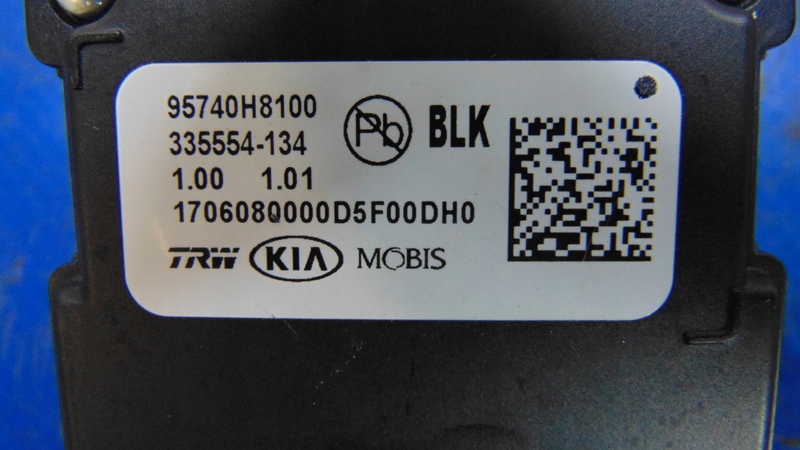 95740H8100
335554-134
1.00 1.01
1706080000D5F00DH0
Pb
BLK
TRW KIA MOBIS